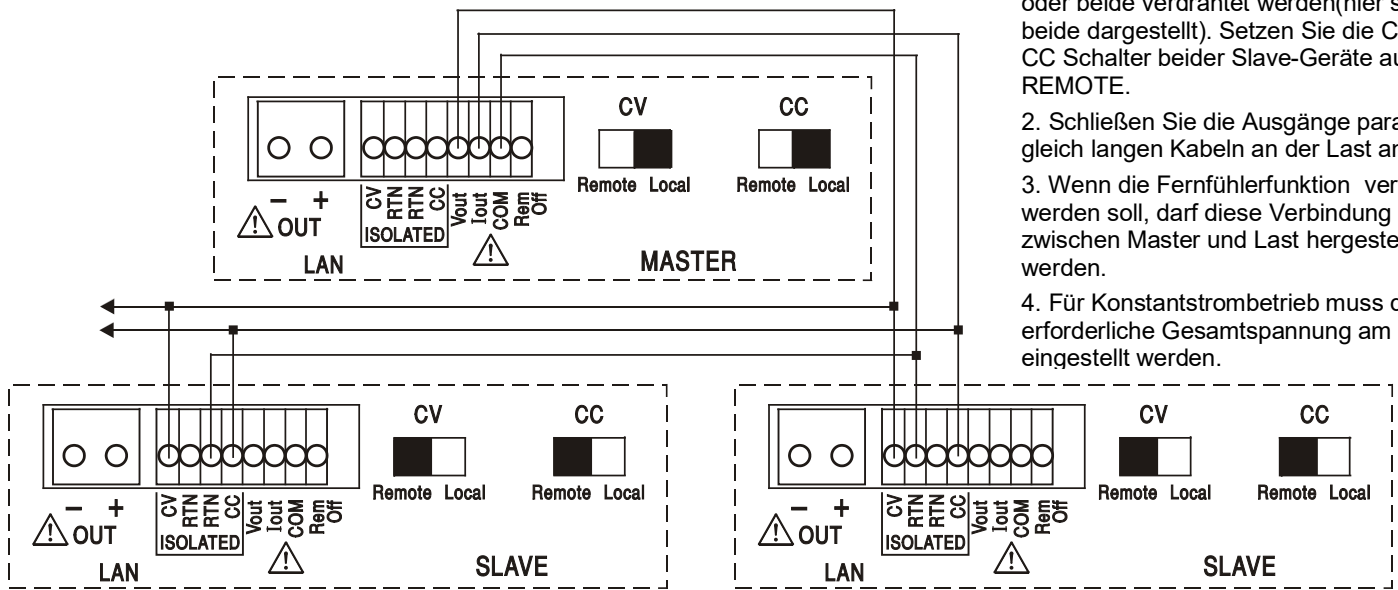 oder beide verdrahtet werden(hier
beide dargestellt). Setzen Sie die
CC Schalter beider Slave-Geräte
REMOTE.
2. Schließen Sie die Ausgänge
gleich langen Kabeln an der Last
3. Wenn die Fernfühlerfunktion
werden soll, darf diese Verbindung
zwischen Master und Last
werden.
4. Für Konstantstrombetrieb muss
erforderliche Gesamtspannung am
eingestellt werden.
CV CC
Remote Local Remote Local
- +
OUT
CV RTN RTN CC Vout Iout COM Rem Off
ISOLATED
LAN MASTER
CV CC
Remote Local Remote Local
- +
OUT
CV RTN RTN CC Vout Iout COM Rem Off
ISOLATED
LAN SLAVE
CV CC
Remote Local Remote Local
- +
OUT
CV RTN RTN CC Vout Iout COM Rem Off
ISOLATED
LAN SLAVE